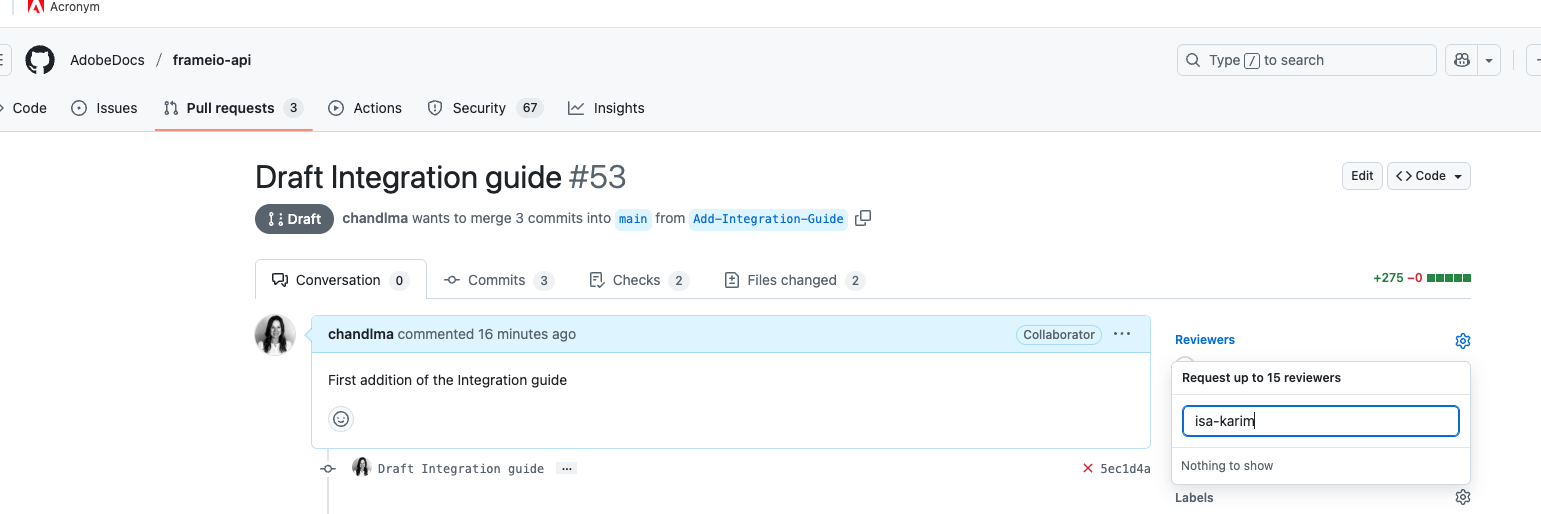 Acronym
AdobeDocs / frameio-api
Type / to search
Code Issues Pull requests 3 Actions Security 67 Insights
Draft Integration guide #53
Edit <> Code
Draft chandlma wants to merge 3 commits into main from Add-Integration-Guide
Conversation 0 Commits 3 Checks 2 Files changed 2
+275 −0
chandlma commented 16 minutes ago
Collaborator ···
First addition of the Integration guide
Draft Integration guide ...
5ec1d4a
Reviewers
Request up to 15 reviewers
isa-karim
Nothing to show
Labels